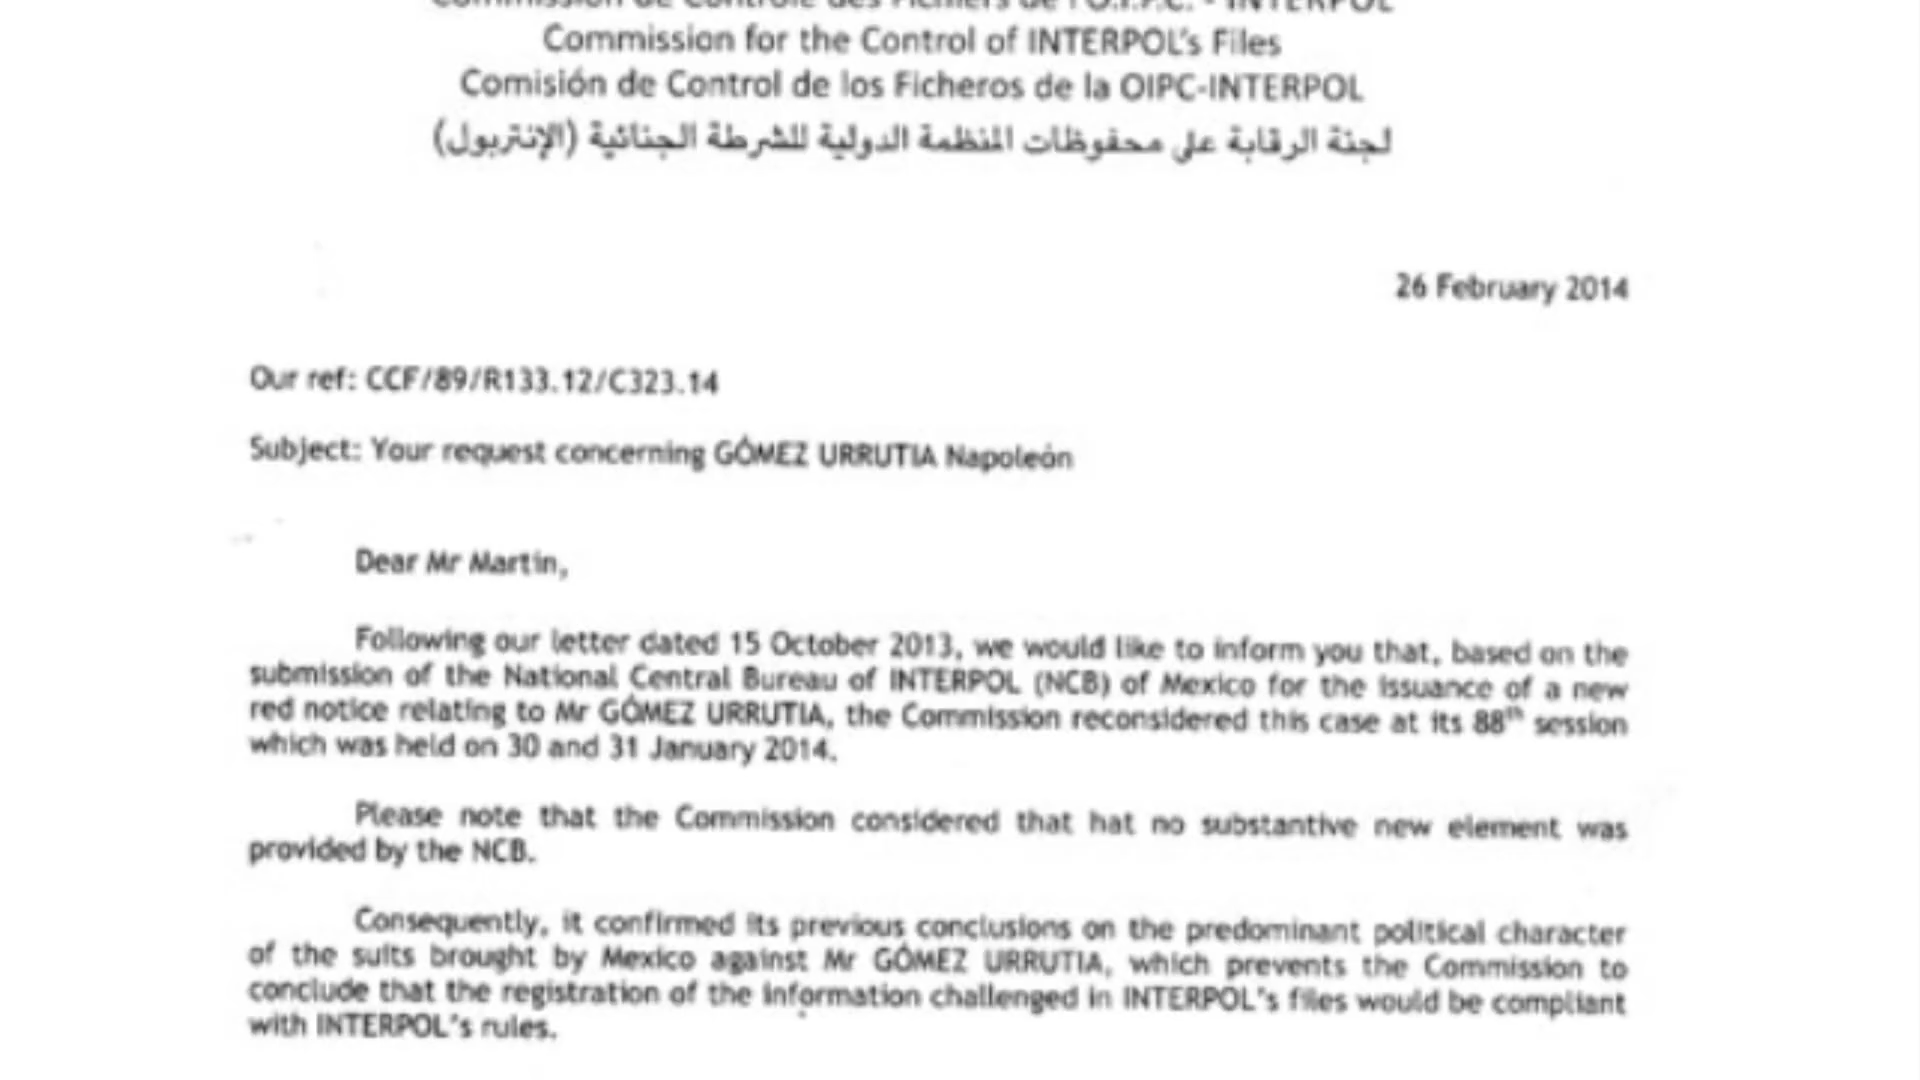 Commission de Contrôle des Fichiers de l'O.I.P.C. - INTERPOL
Commission for the Control of INTERPOL's Files
Comisión de Control de los Ficheros de la OIPC-INTERPOL
لجنة الرقابة على محفوظات المنظمة الدولية للشرطة الجنائية (الإنتربول)
26 February 2014
Our ref: CCF/89/R133.12/C323.14
Subject: Your request concerning GÓMEZ URRUTIA Napoleón
Dear Mr Martin,
Following our letter dated 15 October 2013, we would like to inform you that, based on the
submission of the National Central Bureau of INTERPOL (NCB) of Mexico for the issuance of a new
red notice relating to Mr GÓMEZ URRUTIA, the Commission reconsidered this case at its 88th session
which was held on 30 and 31 January 2014.
Please note that the Commission considered that hat no substantive new element was
provided by the NCB.
Consequently, it confirmed its previous conclusions on the predominant political character
of the suits brought by Mexico against Mr GÓMEZ URRUTIA, which prevents the Commission to
conclude that the registration of the information challenged in INTERPOL's files would be compliant
with INTERPOL's rules.